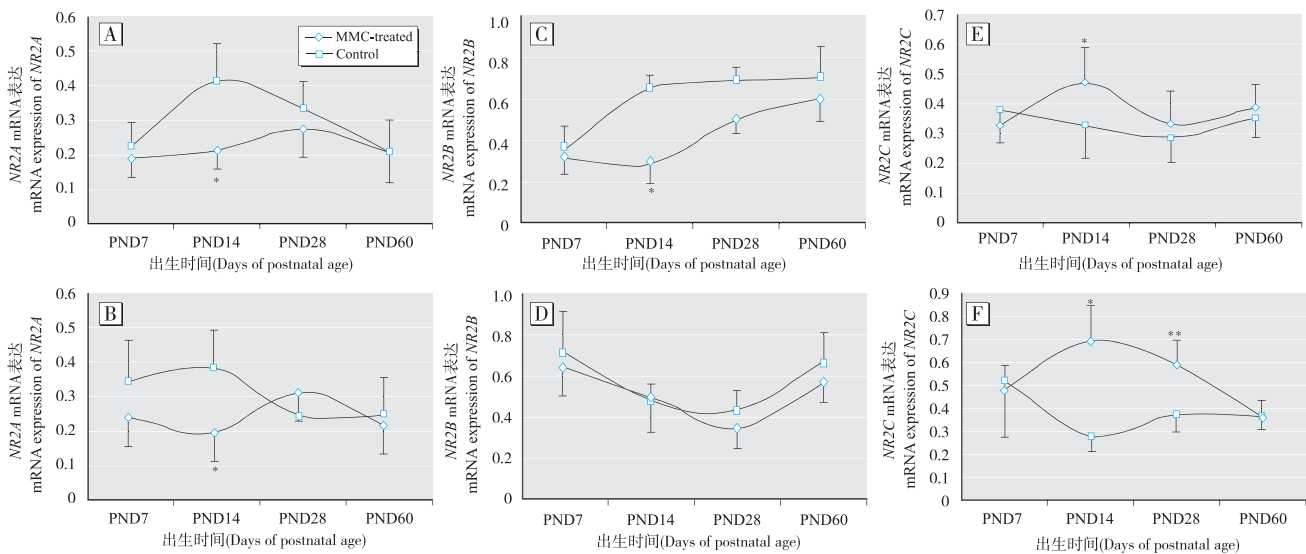 A
MMC-treated
Control
NR2A mRNA表达
mRNA expression of NR2A
0.6
0.5
0.4
0.3
0.2
0.1
0
*
PND7 PND14 PND28 PND60
出生时间(Days of postnatal age)
C
NR2B mRNA表达
mRNA expression of NR2B
1.0
0.8
0.6
0.4
0.2
0
*
PND7 PND14 PND28 PND60
出生时间(Days of postnatal age)
E
NR2C mRNA表达
mRNA expression of NR2C
0.7
0.6
0.5
0.4
0.3
0.2
0.1
0
*
PND7 PND14 PND28 PND60
出生时间(Days of postnatal age)
B
NR2A mRNA表达
mRNA expression of NR2A
0.6
0.5
0.4
0.3
0.2
0.1
0
*
PND7 PND14 PND28 PND60
出生时间(Days of postnatal age)
D
NR2B mRNA表达
mRNA expression of NR2B
1.0
0.8
0.6
0.4
0.2
0
PND7 PND14 PND28 PND60
出生时间(Days of postnatal age)
F
NR2C mRNA表达
mRNA expression of NR2C
0.9
0.8
0.7
0.6
0.5
0.4
0.3
0.2
0.1
0
*
**
PND7 PND14 PND28 PND60
出生时间(Days of postnatal age)